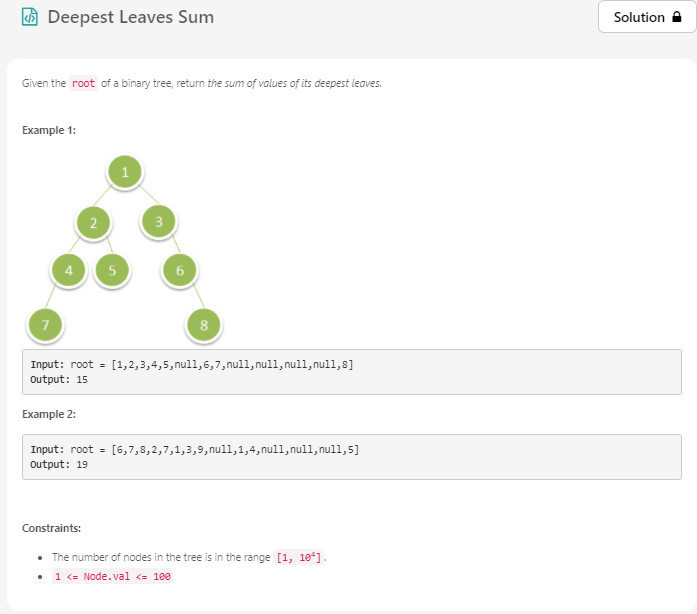 Deepest Leaves Sum
Solution
Given the root of a binary tree, return the sum of values of its deepest leaves.
Example 1:
1
2 3
4 5 6
7 8
Input: root = [1,2,3,4,5,null,6,7,null,null,null,null,8]
Output: 15
Example 2:
Input: root = [6,7,8,2,7,1,3,9,null,1,4,null,null,null,5]
Output: 19
Constraints:
• The number of nodes in the tree is in the range [1, 10⁴].
• 1 <= Node.val <= 100